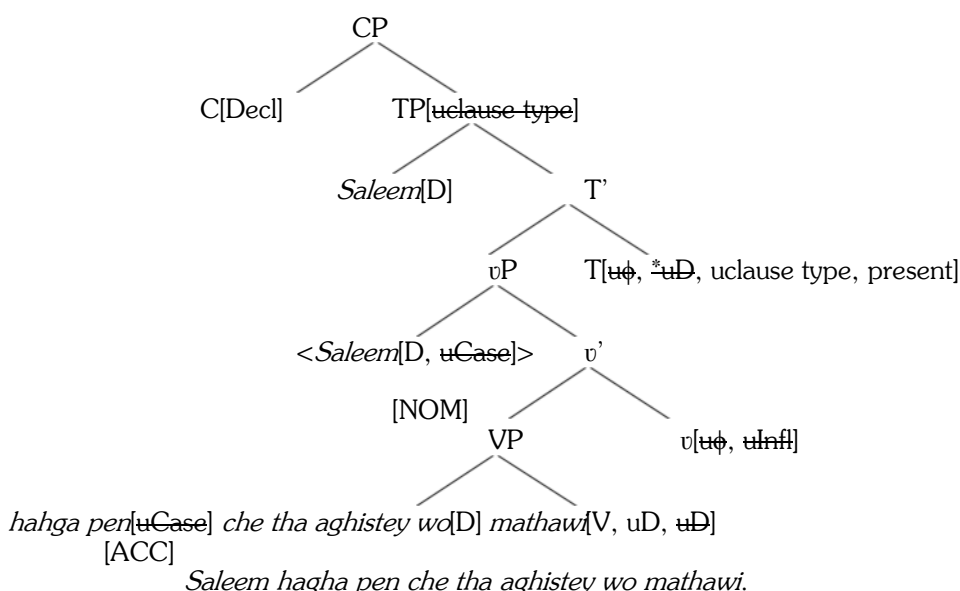 CP
C[Decl] TP[uclause type]
Saleem[D] T’
vP T[uϕ, *uD, uclause type, present]
<Saleem[D, uCase]> v’
[NOM]
VP v[uϕ, uInfl]
hahga pen[uCase] che tha aghistey wo[D] mathawi[V, uD, uD]
[ACC]
Saleem hagha pen che tha aghistey wo mathawi.